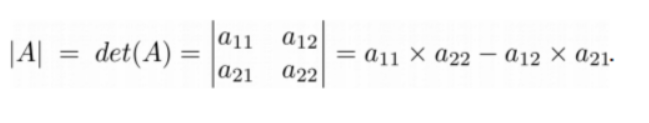 |A| = det(A) = |a11 a12| = a11 × a22 − a12 × a21.
|a21 a22|